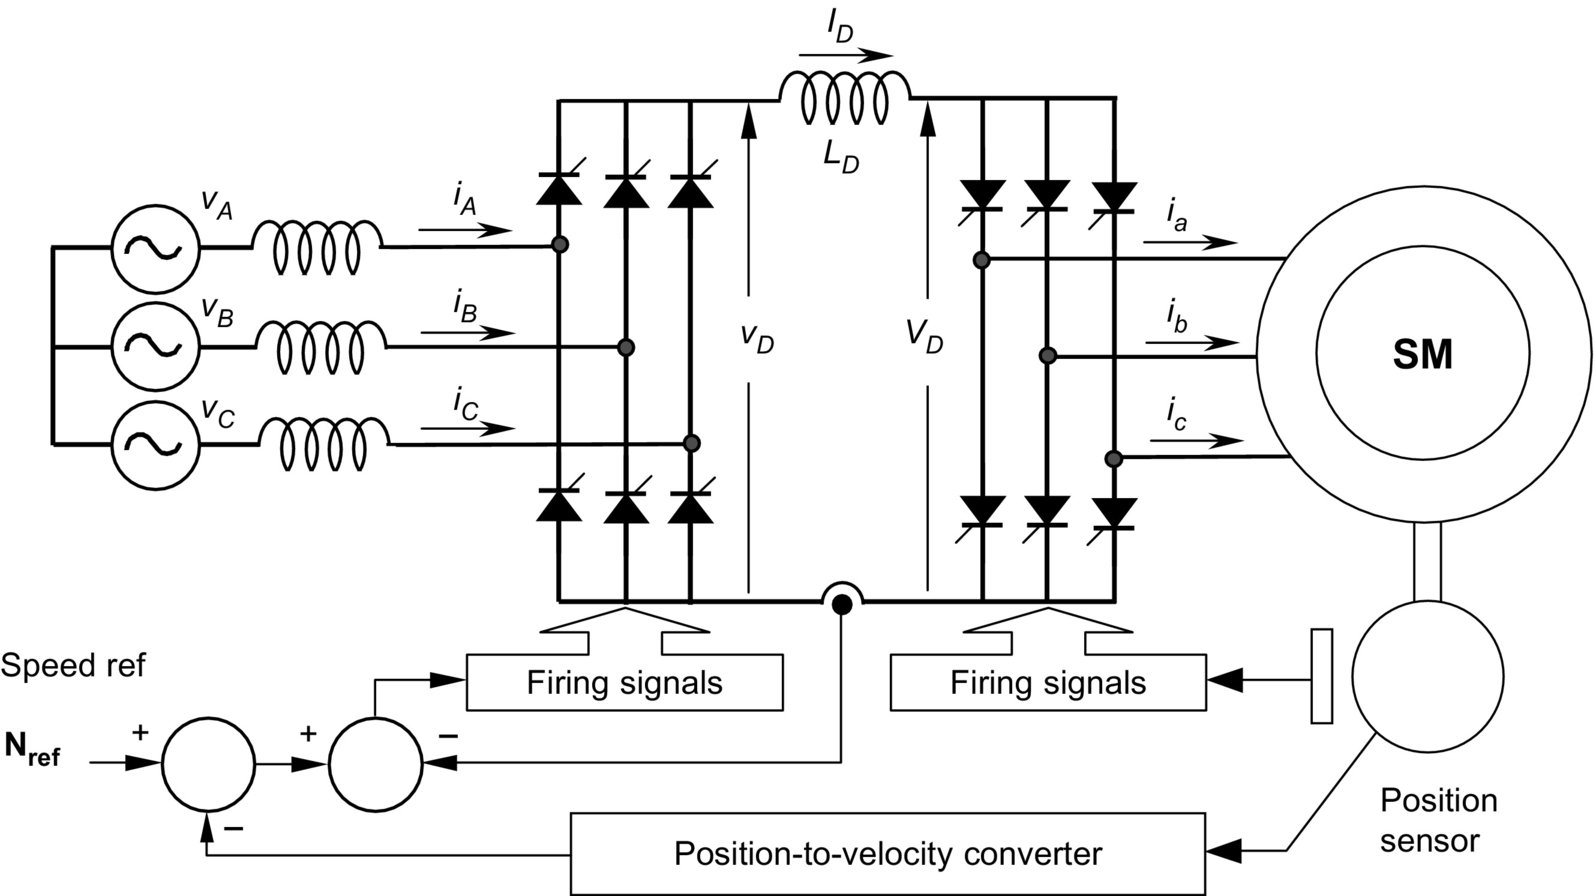 I_D
L_D
v_A
i_A
i_a
v_B
i_B
v_D
V_D
i_b
SM
v_C
i_C
i_c
Speed ref
Firing signals
Firing signals
+
+
−
N_ref
−
Position-to-velocity converter
Position
sensor